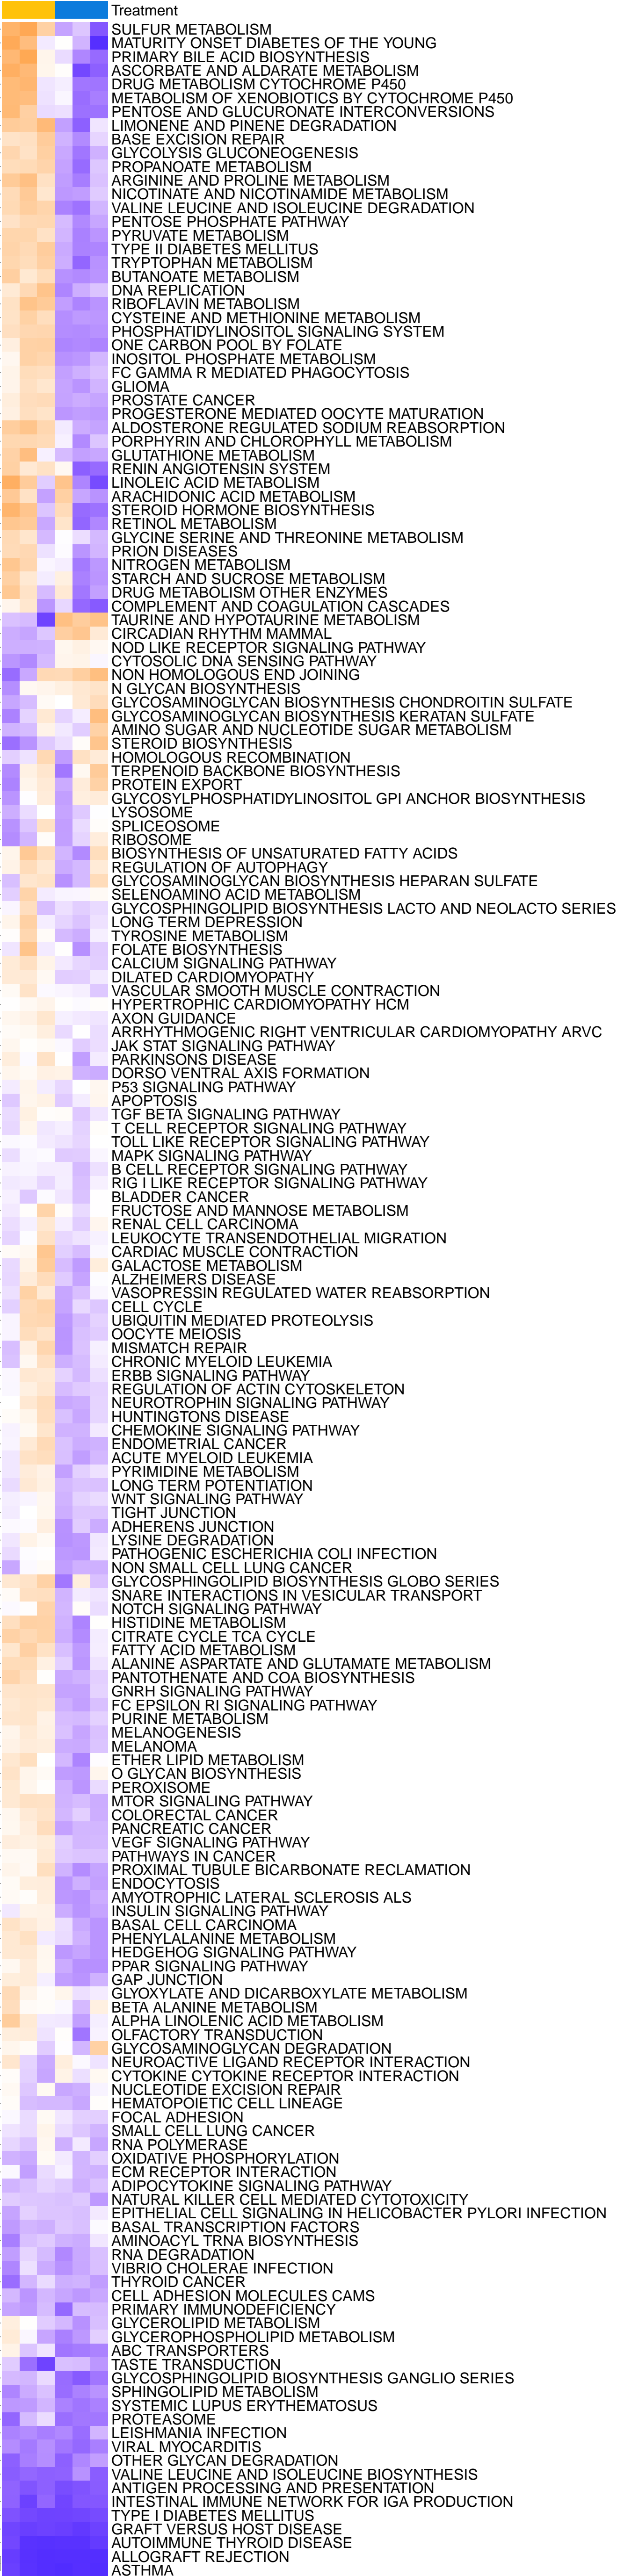 Treatment
SULFUR METABOLISM
MATURITY ONSET DIABETES OF THE YOUNG
PRIMARY BILE ACID BIOSYNTHESIS
ASCORBATE AND ALDARATE METABOLISM
DRUG METABOLISM CYTOCHROME P450
METABOLISM OF XENOBIOTICS BY CYTOCHROME P450
PENTOSE AND GLUCURONATE INTERCONVERSIONS
LIMONENE AND PINENE DEGRADATION
BASE EXCISION REPAIR
GLYCOLYSIS GLUCONEOGENESIS
PROPANOATE METABOLISM
ARGININE AND PROLINE METABOLISM
NICOTINATE AND NICOTINAMIDE METABOLISM
VALINE LEUCINE AND ISOLEUCINE DEGRADATION
PENTOSE PHOSPHATE PATHWAY
PYRUVATE METABOLISM
TYPE II DIABETES MELLITUS
TRYPTOPHAN METABOLISM
BUTANOATE METABOLISM
DNA REPLICATION
RIBOFLAVIN METABOLISM
CYSTEINE AND METHIONINE METABOLISM
PHOSPHATIDYLINOSITOL SIGNALING SYSTEM
ONE CARBON POOL BY FOLATE
INOSITOL PHOSPHATE METABOLISM
FC GAMMA R MEDIATED PHAGOCYTOSIS
GLIOMA
PROSTATE CANCER
PROGESTERONE MEDIATED OOCYTE MATURATION
ALDOSTERONE REGULATED SODIUM REABSORPTION
PORPHYRIN AND CHLOROPHYLL METABOLISM
GLUTATHIONE METABOLISM
RENIN ANGIOTENSIN SYSTEM
LINOLEIC ACID METABOLISM
ARACHIDONIC ACID METABOLISM
STEROID HORMONE BIOSYNTHESIS
RETINOL METABOLISM
GLYCINE SERINE AND THREONINE METABOLISM
PRION DISEASES
NITROGEN METABOLISM
STARCH AND SUCROSE METABOLISM
DRUG METABOLISM OTHER ENZYMES
COMPLEMENT AND COAGULATION CASCADES
TAURINE AND HYPOTAURINE METABOLISM
CIRCADIAN RHYTHM MAMMAL
NOD LIKE RECEPTOR SIGNALING PATHWAY
CYTOSOLIC DNA SENSING PATHWAY
NON HOMOLOGOUS END JOINING
N GLYCAN BIOSYNTHESIS
GLYCOSAMINOGLYCAN BIOSYNTHESIS CHONDROITIN SULFATE
GLYCOSAMINOGLYCAN BIOSYNTHESIS KERATAN SULFATE
AMINO SUGAR AND NUCLEOTIDE SUGAR METABOLISM
STEROID BIOSYNTHESIS
HOMOLOGOUS RECOMBINATION
TERPENOID BACKBONE BIOSYNTHESIS
PROTEIN EXPORT
GLYCOSYLPHOSPHATIDYLINOSITOL GPI ANCHOR BIOSYNTHESIS
LYSOSOME
SPLICEOSOME
RIBOSOME
BIOSYNTHESIS OF UNSATURATED FATTY ACIDS
REGULATION OF AUTOPHAGY
GLYCOSAMINOGLYCAN BIOSYNTHESIS HEPARAN SULFATE
SELENOAMINO ACID METABOLISM
GLYCOSPHINGOLIPID BIOSYNTHESIS LACTO AND NEOLACTO SERIES
LONG TERM DEPRESSION
TYROSINE METABOLISM
FOLATE BIOSYNTHESIS
CALCIUM SIGNALING PATHWAY
DILATED CARDIOMYOPATHY
VASCULAR SMOOTH MUSCLE CONTRACTION
HYPERTROPHIC CARDIOMYOPATHY HCM
AXON GUIDANCE
ARRHYTHMOGENIC RIGHT VENTRICULAR CARDIOMYOPATHY ARVC
JAK STAT SIGNALING PATHWAY
PARKINSONS DISEASE
DORSO VENTRAL AXIS FORMATION
P53 SIGNALING PATHWAY
APOPTOSIS
TGF BETA SIGNALING PATHWAY
T CELL RECEPTOR SIGNALING PATHWAY
TOLL LIKE RECEPTOR SIGNALING PATHWAY
MAPK SIGNALING PATHWAY
B CELL RECEPTOR SIGNALING PATHWAY
RIG I LIKE RECEPTOR SIGNALING PATHWAY
BLADDER CANCER
FRUCTOSE AND MANNOSE METABOLISM
RENAL CELL CARCINOMA
LEUKOCYTE TRANSENDOTHELIAL MIGRATION
CARDIAC MUSCLE CONTRACTION
GALACTOSE METABOLISM
ALZHEIMERS DISEASE
VASOPRESSIN REGULATED WATER REABSORPTION
CELL CYCLE
UBIQUITIN MEDIATED PROTEOLYSIS
OOCYTE MEIOSIS
MISMATCH REPAIR
CHRONIC MYELOID LEUKEMIA
ERBB SIGNALING PATHWAY
REGULATION OF ACTIN CYTOSKELETON
NEUROTROPHIN SIGNALING PATHWAY
HUNTINGTONS DISEASE
CHEMOKINE SIGNALING PATHWAY
ENDOMETRIAL CANCER
ACUTE MYELOID LEUKEMIA
PYRIMIDINE METABOLISM
LONG TERM POTENTIATION
WNT SIGNALING PATHWAY
TIGHT JUNCTION
ADHERENS JUNCTION
LYSINE DEGRADATION
PATHOGENIC ESCHERICHIA COLI INFECTION
NON SMALL CELL LUNG CANCER
GLYCOSPHINGOLIPID BIOSYNTHESIS GLOBO SERIES
SNARE INTERACTIONS IN VESICULAR TRANSPORT
NOTCH SIGNALING PATHWAY
HISTIDINE METABOLISM
CITRATE CYCLE TCA CYCLE
FATTY ACID METABOLISM
ALANINE ASPARTATE AND GLUTAMATE METABOLISM
PANTOTHENATE AND COA BIOSYNTHESIS
GNRH SIGNALING PATHWAY
FC EPSILON RI SIGNALING PATHWAY
PURINE METABOLISM
MELANOGENESIS
MELANOMA
ETHER LIPID METABOLISM
O GLYCAN BIOSYNTHESIS
PEROXISOME
MTOR SIGNALING PATHWAY
COLORECTAL CANCER
PANCREATIC CANCER
VEGF SIGNALING PATHWAY
PATHWAYS IN CANCER
PROXIMAL TUBULE BICARBONATE RECLAMATION
ENDOCYTOSIS
AMYOTROPHIC LATERAL SCLEROSIS ALS
INSULIN SIGNALING PATHWAY
BASAL CELL CARCINOMA
PHENYLALANINE METABOLISM
HEDGEHOG SIGNALING PATHWAY
PPAR SIGNALING PATHWAY
GAP JUNCTION
GLYOXYLATE AND DICARBOXYLATE METABOLISM
BETA ALANINE METABOLISM
ALPHA LINOLENIC ACID METABOLISM
OLFACTORY TRANSDUCTION
GLYCOSAMINOGLYCAN DEGRADATION
NEUROACTIVE LIGAND RECEPTOR INTERACTION
CYTOKINE CYTOKINE RECEPTOR INTERACTION
NUCLEOTIDE EXCISION REPAIR
HEMATOPOIETIC CELL LINEAGE
FOCAL ADHESION
SMALL CELL LUNG CANCER
RNA POLYMERASE
OXIDATIVE PHOSPHORYLATION
ECM RECEPTOR INTERACTION
ADIPOCYTOKINE SIGNALING PATHWAY
NATURAL KILLER CELL MEDIATED CYTOTOXICITY
EPITHELIAL CELL SIGNALING IN HELICOBACTER PYLORI INFECTION
BASAL TRANSCRIPTION FACTORS
AMINOACYL TRNA BIOSYNTHESIS
RNA DEGRADATION
VIBRIO CHOLERAE INFECTION
THYROID CANCER
CELL ADHESION MOLECULES CAMS
PRIMARY IMMUNODEFICIENCY
GLYCEROLIPID METABOLISM
GLYCEROPHOSPHOLIPID METABOLISM
ABC TRANSPORTERS
TASTE TRANSDUCTION
GLYCOSPHINGOLIPID BIOSYNTHESIS GANGLIO SERIES
SPHINGOLIPID METABOLISM
SYSTEMIC LUPUS ERYTHEMATOSUS
PROTEASOME
LEISHMANIA INFECTION
VIRAL MYOCARDITIS
OTHER GLYCAN DEGRADATION
VALINE LEUCINE AND ISOLEUCINE BIOSYNTHESIS
ANTIGEN PROCESSING AND PRESENTATION
INTESTINAL IMMUNE NETWORK FOR IGA PRODUCTION
TYPE I DIABETES MELLITUS
GRAFT VERSUS HOST DISEASE
AUTOIMMUNE THYROID DISEASE
ALLOGRAFT REJECTION
ASTHMA